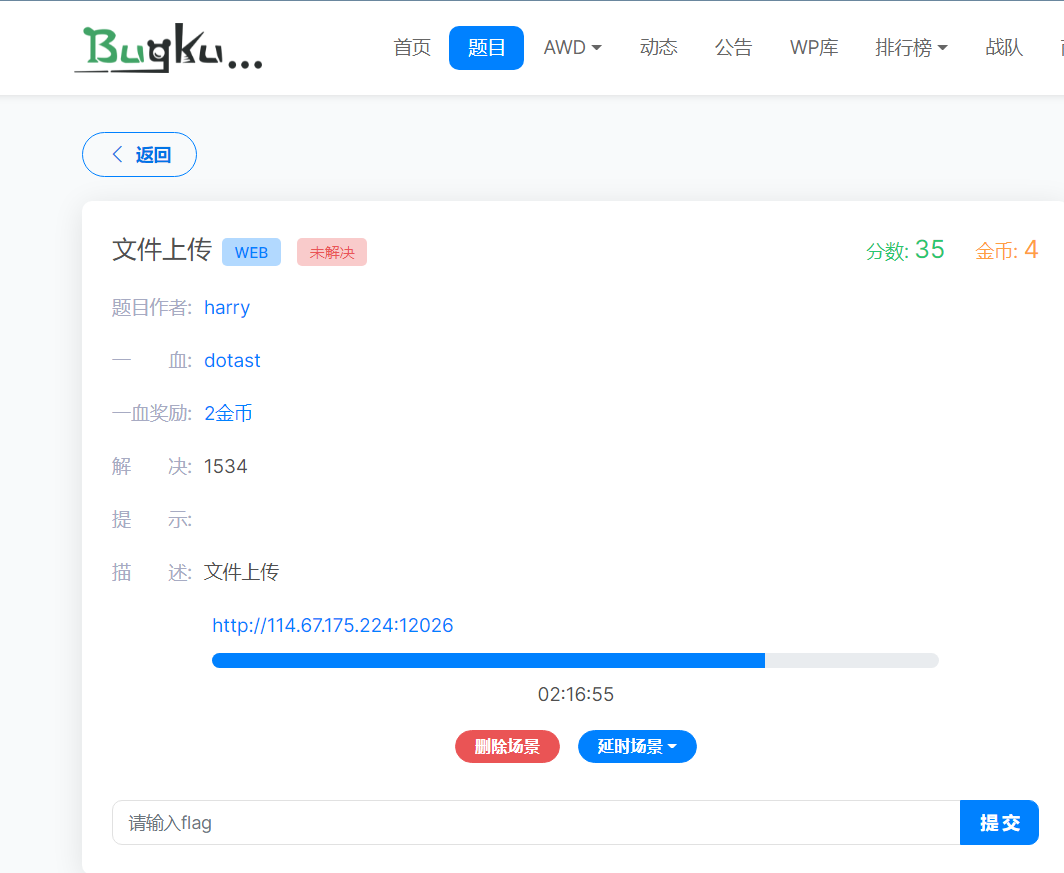 Bugku...
首页 题目 AWD 动态 公告 WP库 排行榜 战队
返回
文件上传 WEB 未解决 分数: 35 金币: 4
题目作者: harry
一 血: dotast
一血奖励: 2金币
解 决: 1534
提 示:
描 述: 文件上传
http://114.67.175.224:12026
02:16:55
删除场景 延时场景
请输入flag 提交